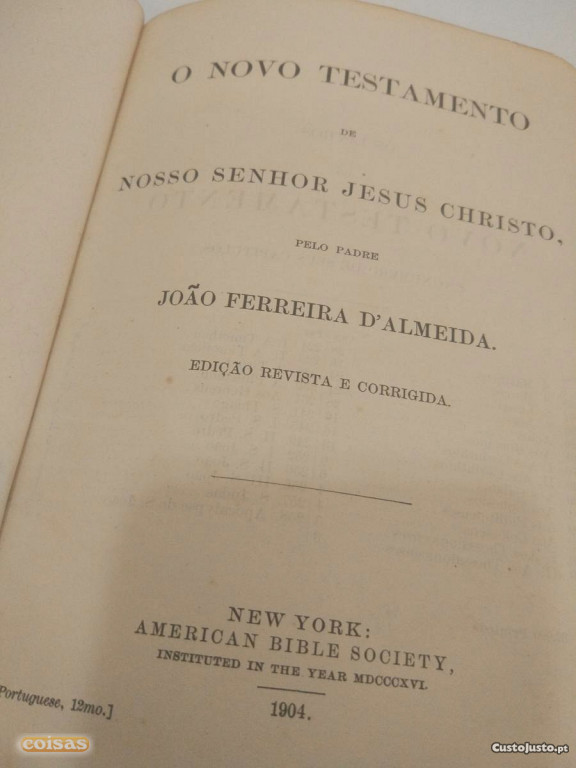 O NOVO TESTAMENTO
DE
NOSSO SENHOR JESUS CHRISTO,
PELO PADRE
JOÃO FERREIRA D'ALMEIDA.
EDIÇÃO REVISTA E CORRIGIDA.
NEW YORK:
AMERICAN BIBLE SOCIETY,
INSTITUTED IN THE YEAR MDCCCXVI.
1904.
Portuguese, 12mo.]
coisas
CustoJusto.pt